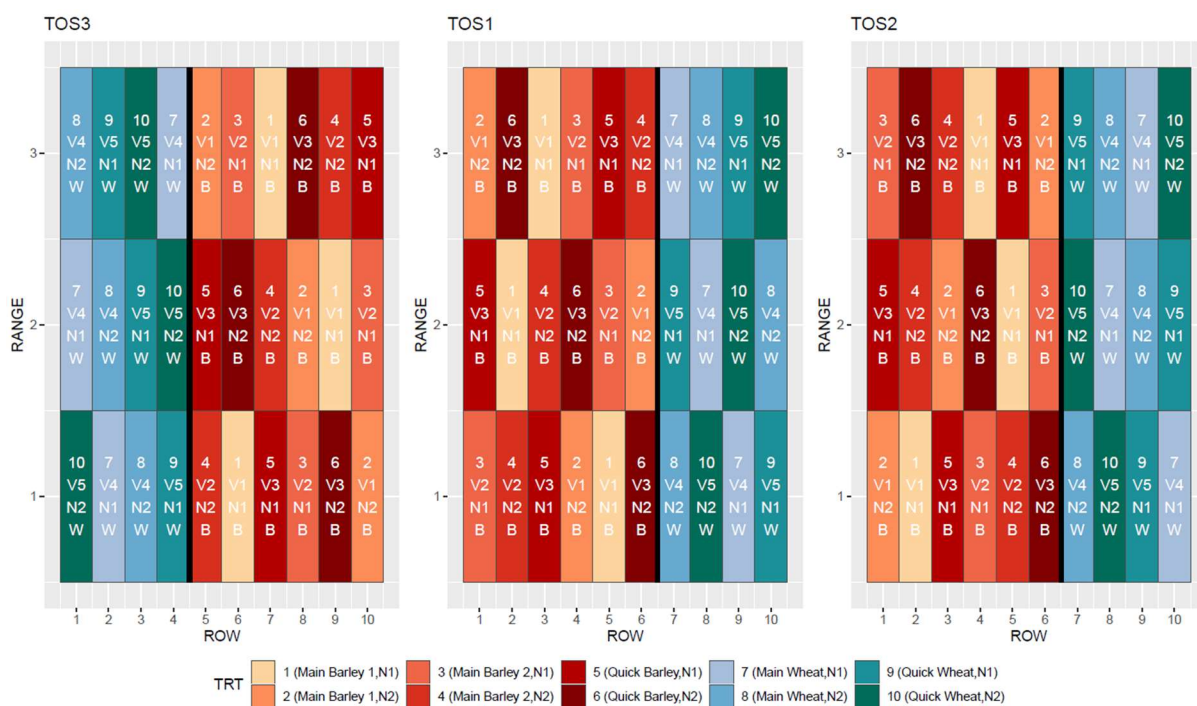 TOS3 TOS1 TOS2
8 9 10 7 2 3 1 6 4 5 2 6 1 3 5 4 7 8 9 10 3 6 4 1 5 2 9 8 7 10
V4 V5 V5 V4 V1 V2 V1 V3 V2 V3 V1 V3 V1 V2 V3 V2 V4 V4 V5 V5 V2 V3 V2 V1 V3 V1 V5 V4 V4 V5
3 3 3
N2 N1 N2 N1 N2 N1 N1 N2 N2 N1 N2 N2 N1 N1 N1 N2 N1 N2 N1 N2 N1 N2 N2 N1 N1 N2 N1 N2 N1 N2
W W W W B B B B B B B B B B B B W W W W B B B B B B W W W W
7 8 9 10 5 6 4 2 1 3 5 1 4 6 3 2 9 7 10 8 5 4 2 6 1 3 10 7 8 9
V4 V4 V5 V5 V3 V3 V2 V1 V1 V2 V3 V1 V2 V3 V2 V1 V5 V4 V5 V4 V3 V2 V1 V3 V1 V2 V5 V4 V4 V5
RANGE 2 RANGE 2 RANGE 2
N1 N2 N1 N2 N1 N2 N2 N2 N1 N1 N1 N1 N2 N2 N1 N2 N1 N1 N2 N2 N1 N2 N2 N2 N1 N1 N2 N1 N2 N1
W W W W B B B B B B B B B B B B W W W W B B B B B B W W W W
10 7 8 9 4 1 5 3 6 2 3 4 5 2 1 6 8 10 7 9 2 1 5 3 4 6 8 10 9 7
V5 V4 V4 V5 V2 V1 V3 V2 V3 V1 V2 V2 V3 V1 V1 V3 V4 V5 V4 V5 V1 V1 V3 V2 V2 V3 V4 V5 V5 V4
1 1 1
N2 N1 N2 N1 N2 N1 N1 N1 N2 N2 N1 N2 N1 N2 N1 N2 N2 N2 N1 N1 N2 N1 N1 N1 N2 N2 N2 N2 N1 N1
W W W W B B B B B B B B B B B B W W W W B B B B B B W W W W
1 2 3 4 5 6 7 8 9 10 1 2 3 4 5 6 7 8 9 10 1 2 3 4 5 6 7 8 9 10
ROW ROW ROW
1 (Main Barley 1,N1) 3 (Main Barley 2,N1) 5 (Quick Barley,N1) 7 (Main Wheat,N1) 9 (Quick Wheat,N1)
TRT
2 (Main Barley 1,N2) 4 (Main Barley 2,N2) 6 (Quick Barley,N2) 8 (Main Wheat,N2) 10 (Quick Wheat,N2)